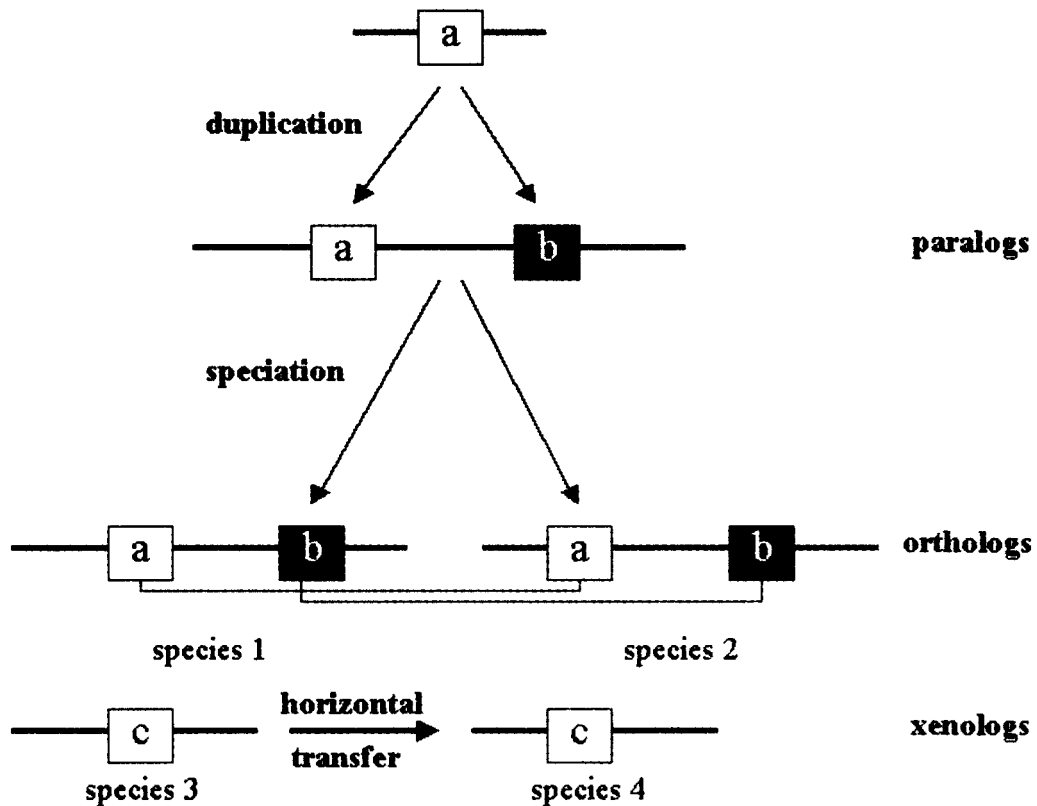 a
duplication
a b paralogs
speciation
a b a b orthologs
species 1 species 2
horizontal
c c xenologs
transfer
species 3 species 4